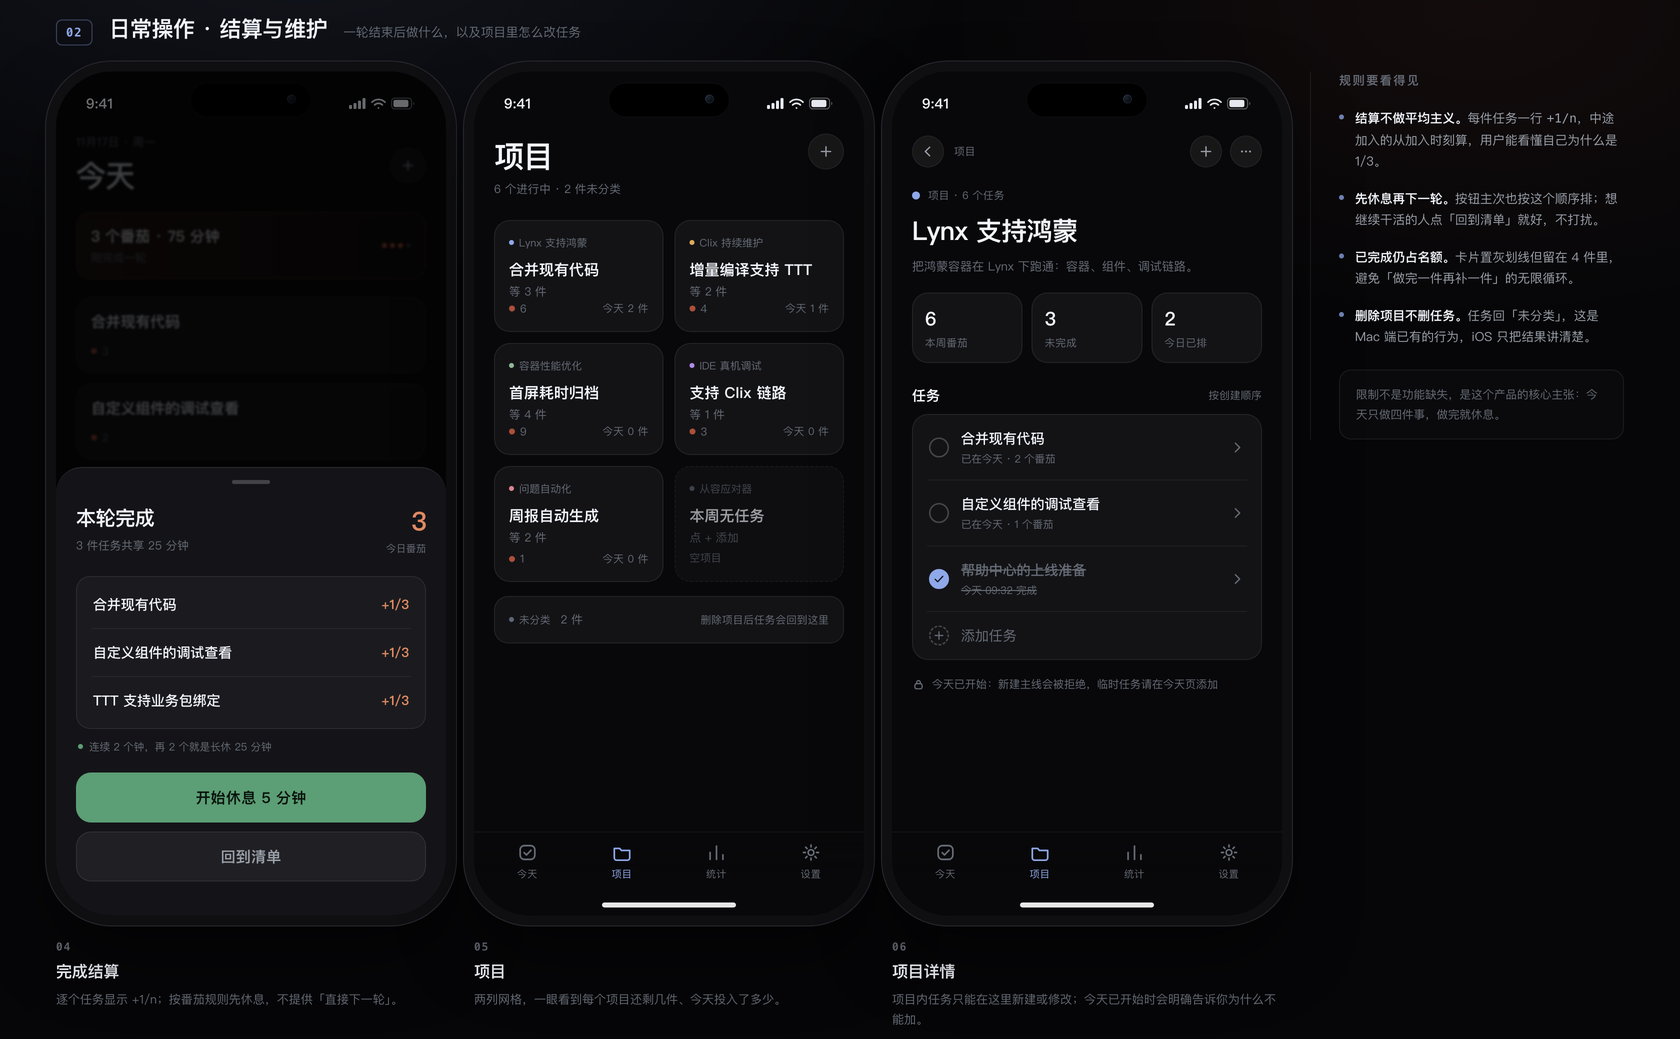 02
日常操作 · 结算与维护
一轮结束后做什么，以及项目里怎么改任务
9:41
11月17日 · 周一
今天
3 个番茄 · 75 分钟
合并现有代码
2
自定义组件的调试查看
2
本轮完成
3
3 件任务共享 25 分钟
今日番茄
合并现有代码
+1/3
自定义组件的调试查看
+1/3
TTT 支持业务包绑定
+1/3
连续 2 个钟，再 2 个就是长休 25 分钟
开始休息 5 分钟
回到清单
04
完成结算
逐个任务显示 +1/n；按番茄规则先休息，不提供「直接下一轮」。
9:41
项目
6 个进行中 · 2 件未分类
Lynx 支持鸿蒙
合并现有代码
等 3 件
6
今天 2 件
Clix 持续维护
增量编译支持 TTT
等 2 件
4
今天 1 件
容器性能优化
首屏耗时归档
等 4 件
9
今天 0 件
IDE 真机调试
支持 Clix 链路
等 1 件
3
今天 0 件
问题自动化
周报自动生成
等 2 件
1
今天 0 件
从容应对器
本周无任务
点 + 添加
空项目
未分类 2 件
删除项目后任务会回到这里
今天
项目
统计
设置
05
项目
两列网格，一眼看到每个项目还剩几件、今天投入了多少。
9:41
项目
项目 · 6 个任务
Lynx 支持鸿蒙
把鸿蒙容器在 Lynx 下跑通：容器、组件、调试链路。
6
本周番茄
3
未完成
2
今日已排
任务
按创建顺序
合并现有代码
已在今天 · 2 个番茄
自定义组件的调试查看
已在今天 · 1 个番茄
帮助中心的上线准备
今天 09:32 完成
添加任务
今天已开始：新建主线会被拒绝，临时任务请在今天页添加
今天
项目
统计
设置
06
项目详情
项目内任务只能在这里新建或修改；今天已开始时会明确告诉你为什么不
能加。
规则要看得见
结算不做平均主义。每件任务一行 +1/n，中途
加入的从加入时刻算，用户能看懂自己为什么是
1/3。
先休息再下一轮。按钮主次也按这个顺序排；想
继续干活的人点「回到清单」就好，不打扰。
已完成仍占名额。卡片置灰划线但留在 4 件里，
避免「做完一件再补一件」的无限循环。
删除项目不删任务。任务回「未分类」，这是
Mac 端已有的行为，iOS 只把结果讲清楚。
限制不是功能缺失，是这个产品的核心主张：今
天只做四件事，做完就休息。